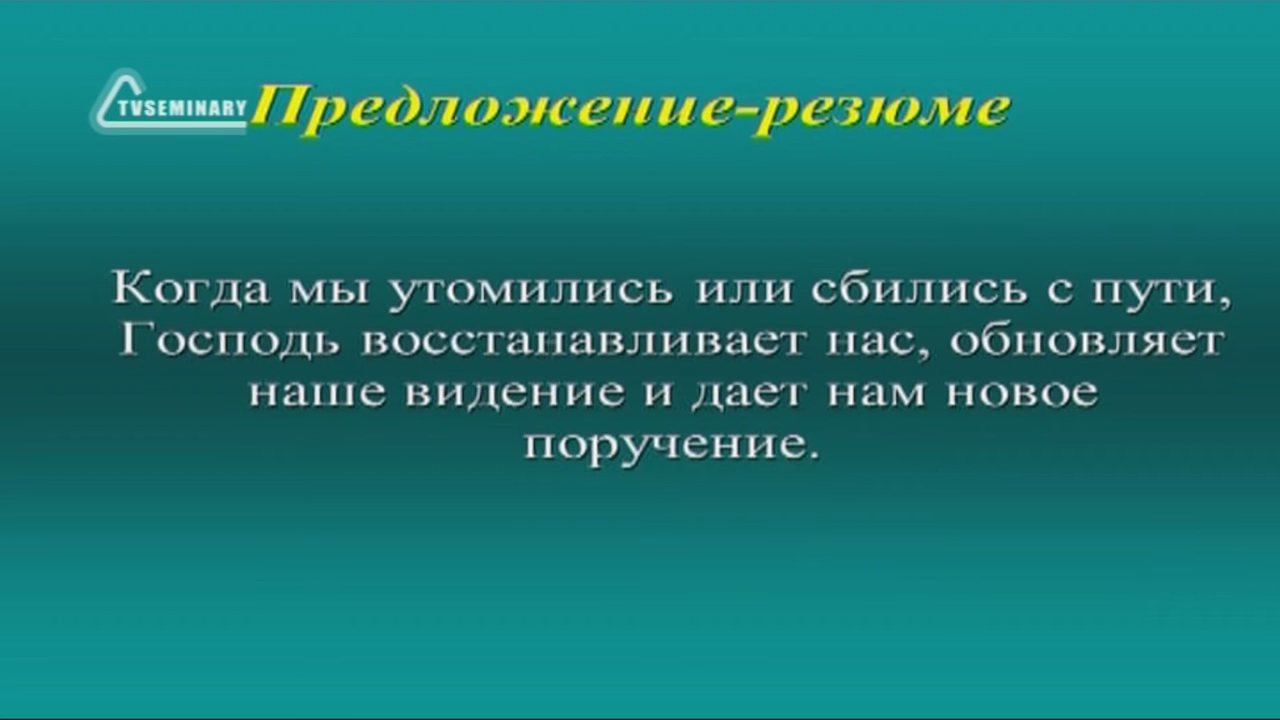 TVSEMINARY
Предложение-резюме
Когда мы утомились или сбились с пути,
Господь восстанавливает нас, обновляет
наше видение и дает нам новое
поручение.